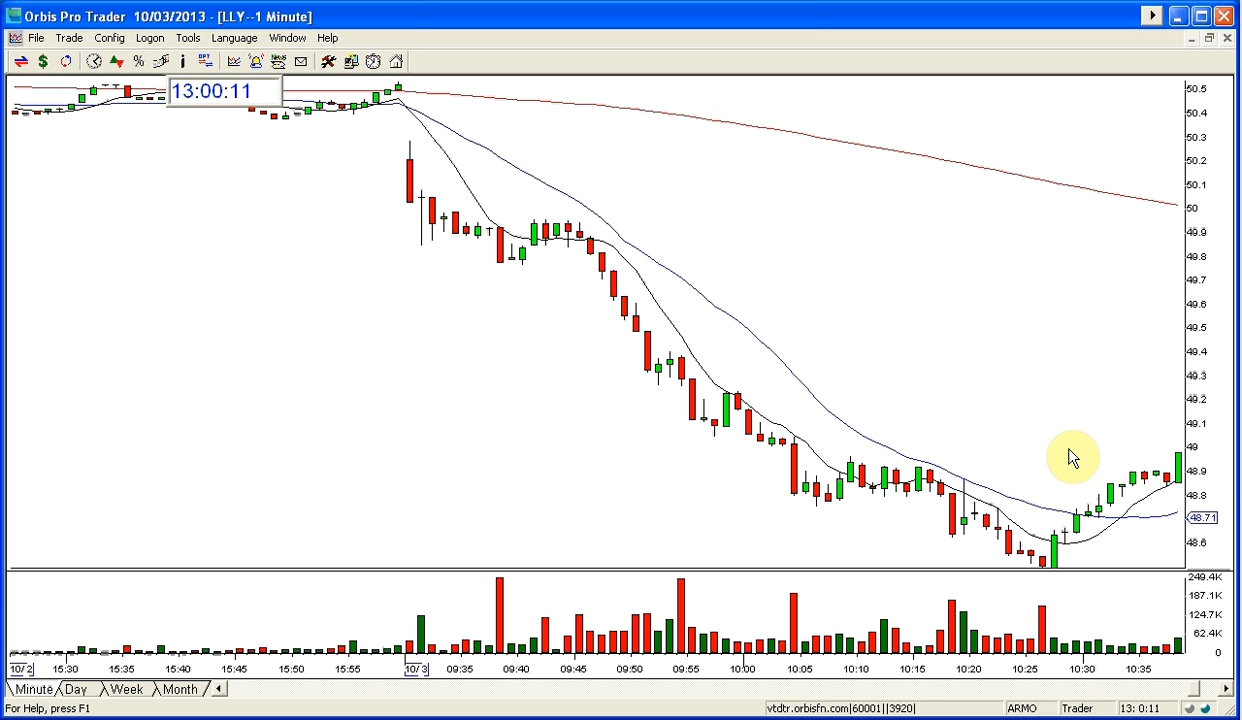 Orbis Pro Trader 10/03/2013 - [LLY--1 Minute]
File Trade Config Logon Tools Language Window Help
13:00:11
50.5
50.4
50.3
50.2
50.1
50
49.9
49.8
49.7
49.6
49.5
49.4
49.3
49.2
49.1
49
48.9
48.8
48.71
48.6
249.4K
187.1K
124.7K
62.4K
0
10/2 15:30 15:35 15:40 15:45 15:50 15:55 10/3 09:35 09:40 09:45 09:50 09:55 10:00 10:05 10:10 10:15 10:20 10:25 10:30 10:35
Minute Day Week Month
For Help, press F1 vtdtr.orbisfn.com|60001||3920| ARMO Trader 13: 0:11